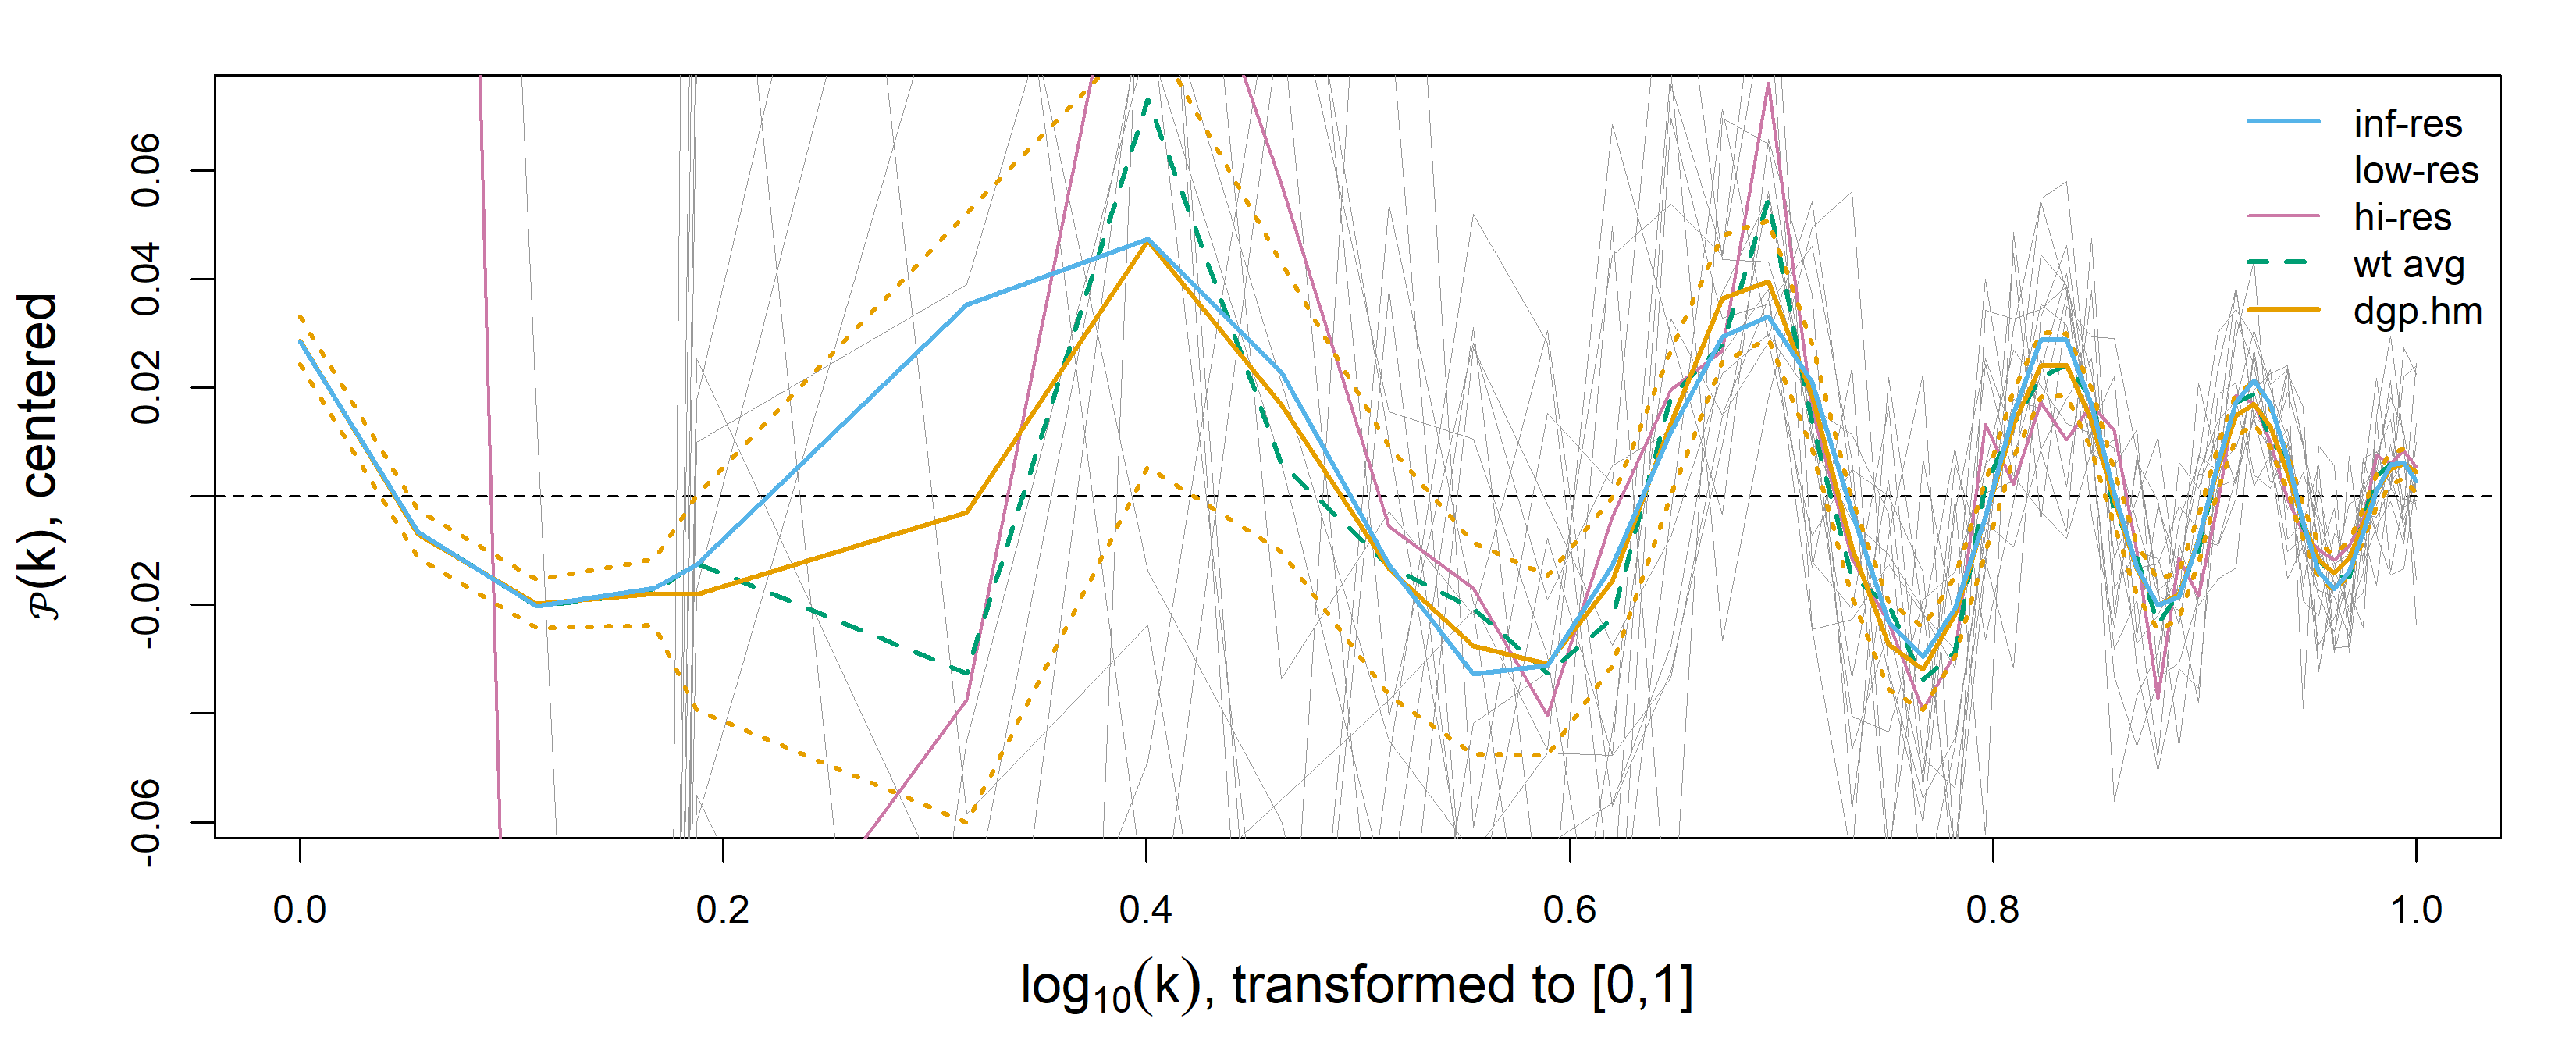 0.06
0.04
0.02
-0.02
-0.06
𝒫(k), centered
inf-res
low-res
hi-res
wt avg
dgp.hm
0.0 0.2 0.4 0.6 0.8 1.0
log₁₀(k), transformed to [0,1]